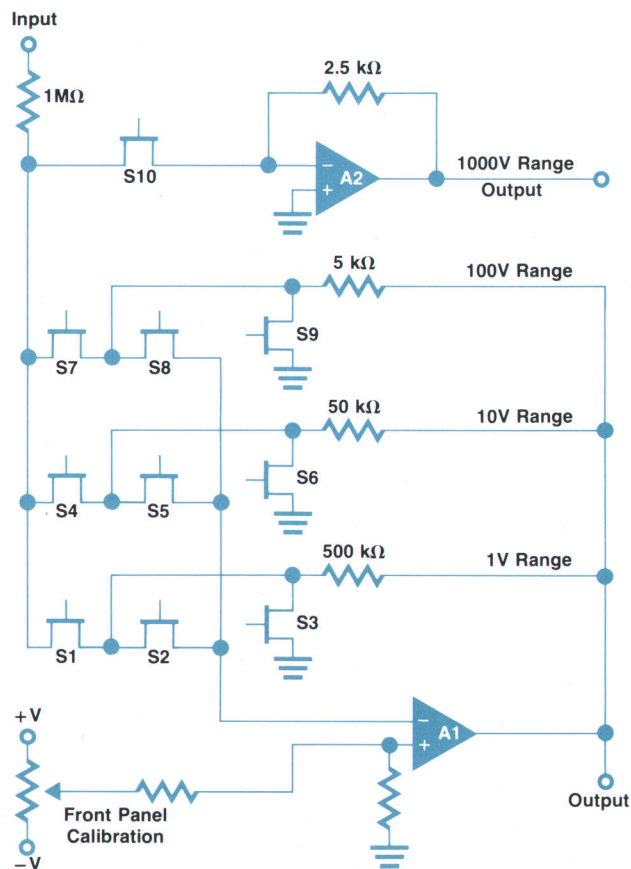 Input
1MΩ
2.5 kΩ
S10
A2
−
+
1000V Range
Output
5 kΩ
100V Range
S7
S8
S9
50 kΩ
10V Range
S4
S5
S6
500 kΩ
1V Range
S1
S2
S3
−
+
A1
+V
Front Panel
Calibration
−V
Output